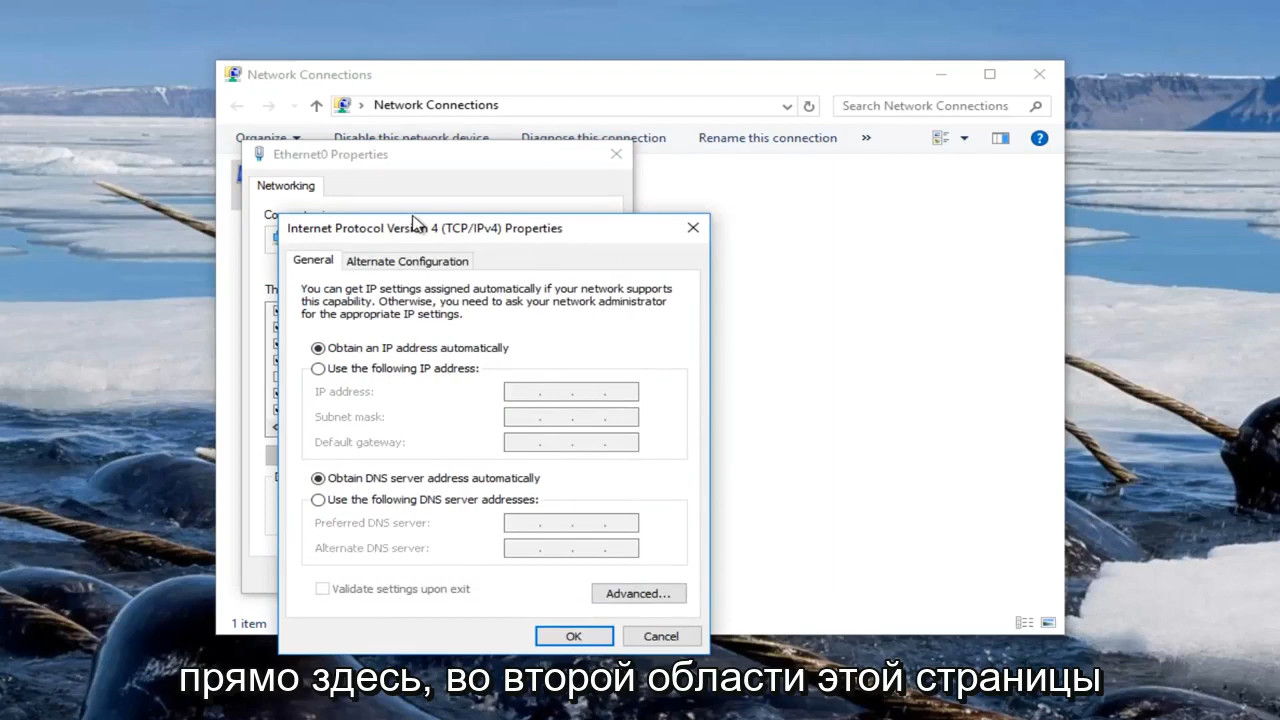 Network Connections
Network Connections
Search Network Connections
Organize
Disable this network device
Diagnose this connection
Rename this connection
»
Ethernet0 Properties
Networking
Internet Protocol Version 4 (TCP/IPv4) Properties
General
Alternate Configuration
You can get IP settings assigned automatically if your network supports
this capability. Otherwise, you need to ask your network administrator
for the appropriate IP settings.
Obtain an IP address automatically
Use the following IP address:
IP address:
Subnet mask:
Default gateway:
Obtain DNS server address automatically
Use the following DNS server addresses:
Preferred DNS server:
Alternate DNS server:
Validate settings upon exit
Advanced...
OK
Cancel
1 item
прямо здесь, во второй области этой страницы